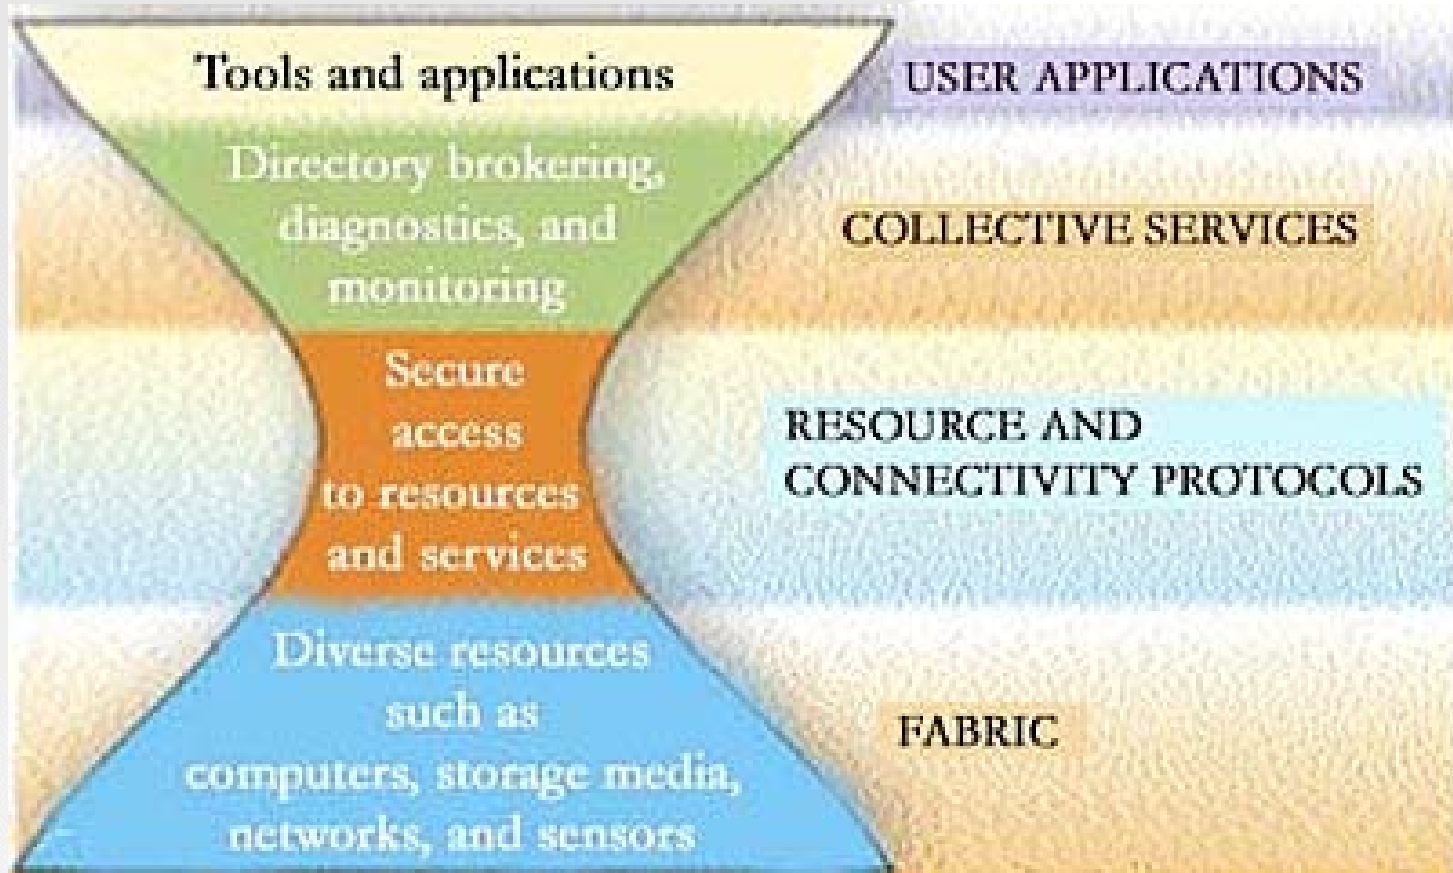 Tools and applications
USER APPLICATIONS
Directory brokering,
diagnostics, and
monitoring
COLLECTIVE SERVICES
Secure
access
to resources
and services
RESOURCE AND
CONNECTIVITY PROTOCOLS
Diverse resources
such as
computers, storage media,
networks, and sensors
FABRIC